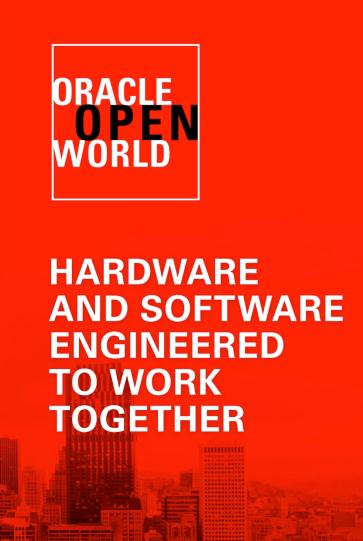 ORACLE
OPEN
WORLD
HARDWARE
AND SOFTWARE
ENGINEERED
TO WORK
TOGETHER